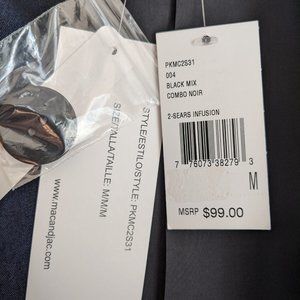 PKMC2S31
004
BLACK MIX
COMBO NOIR
2-SEARS INFUSION
7 76073 38279 3
M
MSRP $99.00
STYLE/ESTILO/STYLE: PKMC2S31
SIZE/TALLA/TAILLE: M/M/M
www.macandjac.com